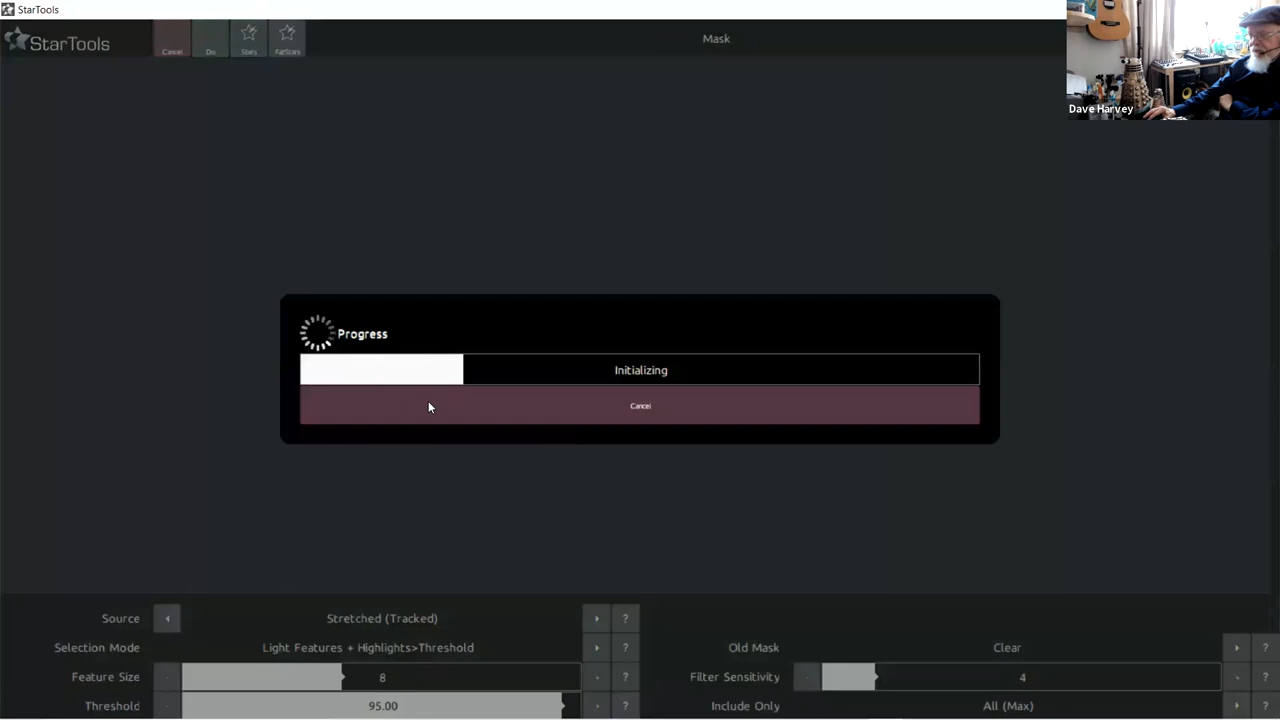 StarTools
StarTools
Cancel
Do
Stars
FatStars
Mask
Dave Harvey
Progress
Initializing
Cancel
Source
Stretched (Tracked)
?
Selection Mode
Light Features + Highlights>Threshold
?
Old Mask
Clear
?
Feature Size
-
8
?
Filter Sensitivity
-
4
?
Threshold
-
95.00
?
Include Only
All (Max)
?